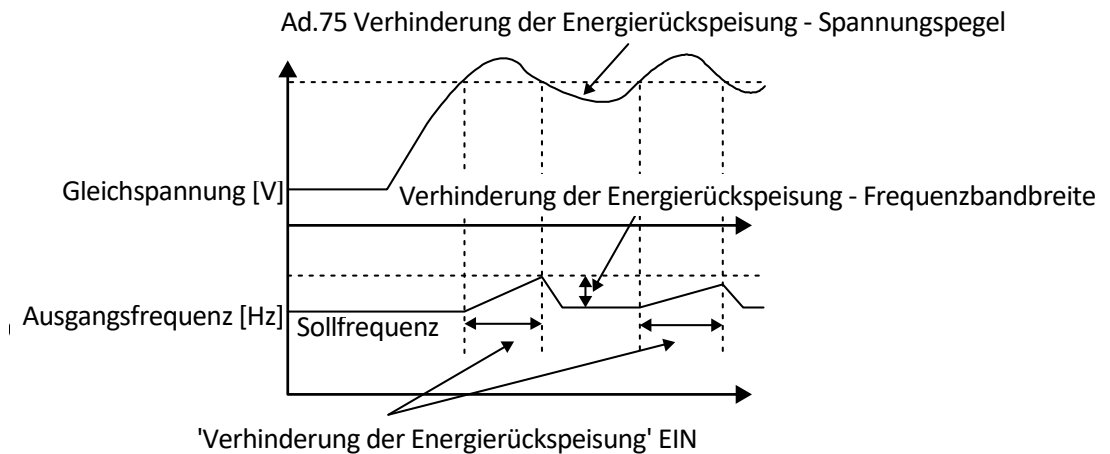 Ad.75 Verhinderung der Energierückspeisung - Spannungspegel
Gleichspannung [V]
Verhinderung der Energierückspeisung - Frequenzbandbreite
Ausgangsfrequenz [Hz]
Sollfrequenz
'Verhinderung der Energierückspeisung' EIN